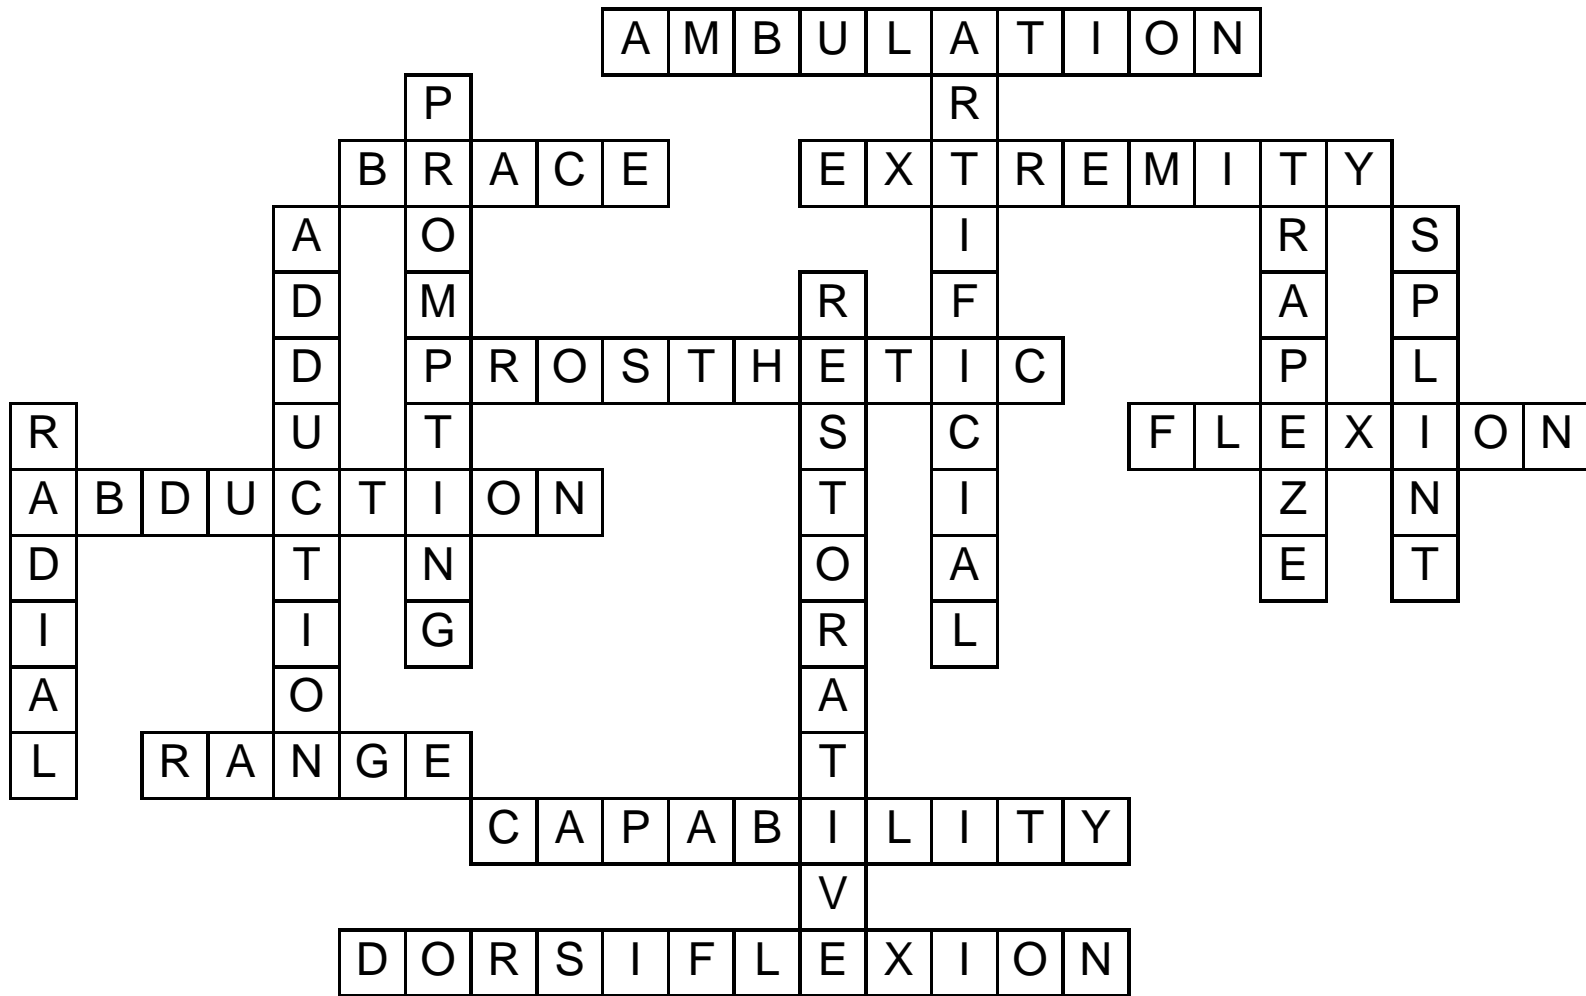 AMBULATION
ARTIFICIAL
PROMPTING
BRACE
EXTREMITY
TRAPEZE
ADDUCTION
SPLINT
RESTORATIVE
PROSTHETIC
RADIAL
FLEXION
ABDUCTION
RANGE
CAPABILITY
DORSIFLEXION